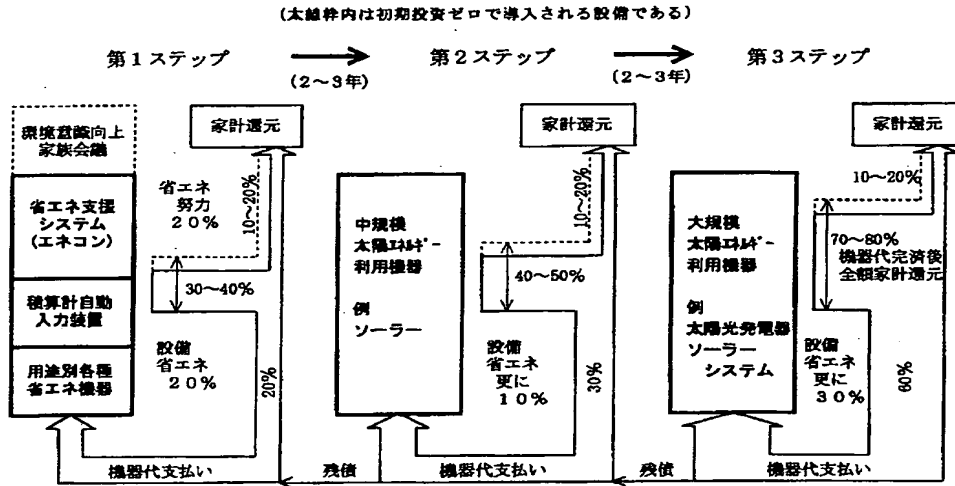 (太線枠内は初期投資ゼロで導入される設備である)
第1ステップ
(2〜3年)
第2ステップ
(2〜3年)
第3ステップ
環境意識向上
家族会議
省エネ支援
システム
(エネコン)
積算計自動
入力装置
用途別各種
省エネ機器
家計還元
省エネ
努力
20%
10〜20%
30〜40%
設備
省エネ
20%
20%
機器代支払い
残債
中規模
太陽エネルギー
利用機器
例
ソーラー
家計還元
10〜20%
40〜50%
設備
省エネ
更に
10%
30%
機器代支払い
残債
大規模
太陽エネルギー
利用機器
例
太陽光発電器
ソーラー
システム
家計還元
10〜20%
70〜80%
機器代完済後
全額家計還元
設備
省エネ
更に
30%
60%
機器代支払い